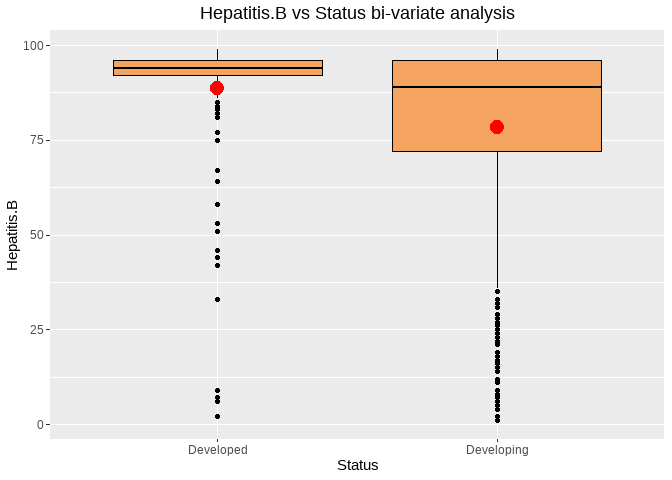 Hepatitis.B vs Status bi-variate analysis
100
75
50
25
0
Hepatitis.B
Developed
Developing
Status